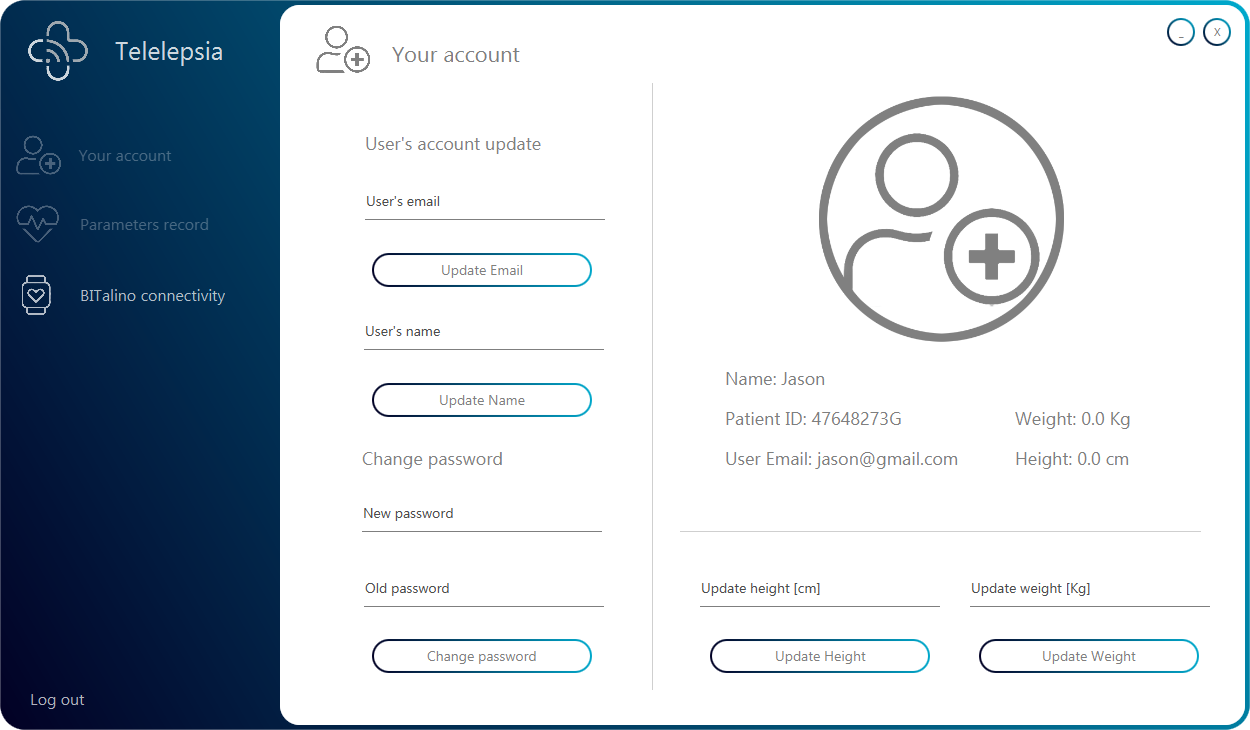 Telelepsia
Your account
Parameters record
BITalino connectivity
Log out
Your account
_
X
User's account update
User's email
Update Email
User's name
Update Name
Change password
New password
Old password
Change password
Name: Jason
Patient ID: 47648273G
Weight: 0.0 Kg
User Email: jason@gmail.com
Height: 0.0 cm
Update height [cm]
Update weight [Kg]
Update Height
Update Weight